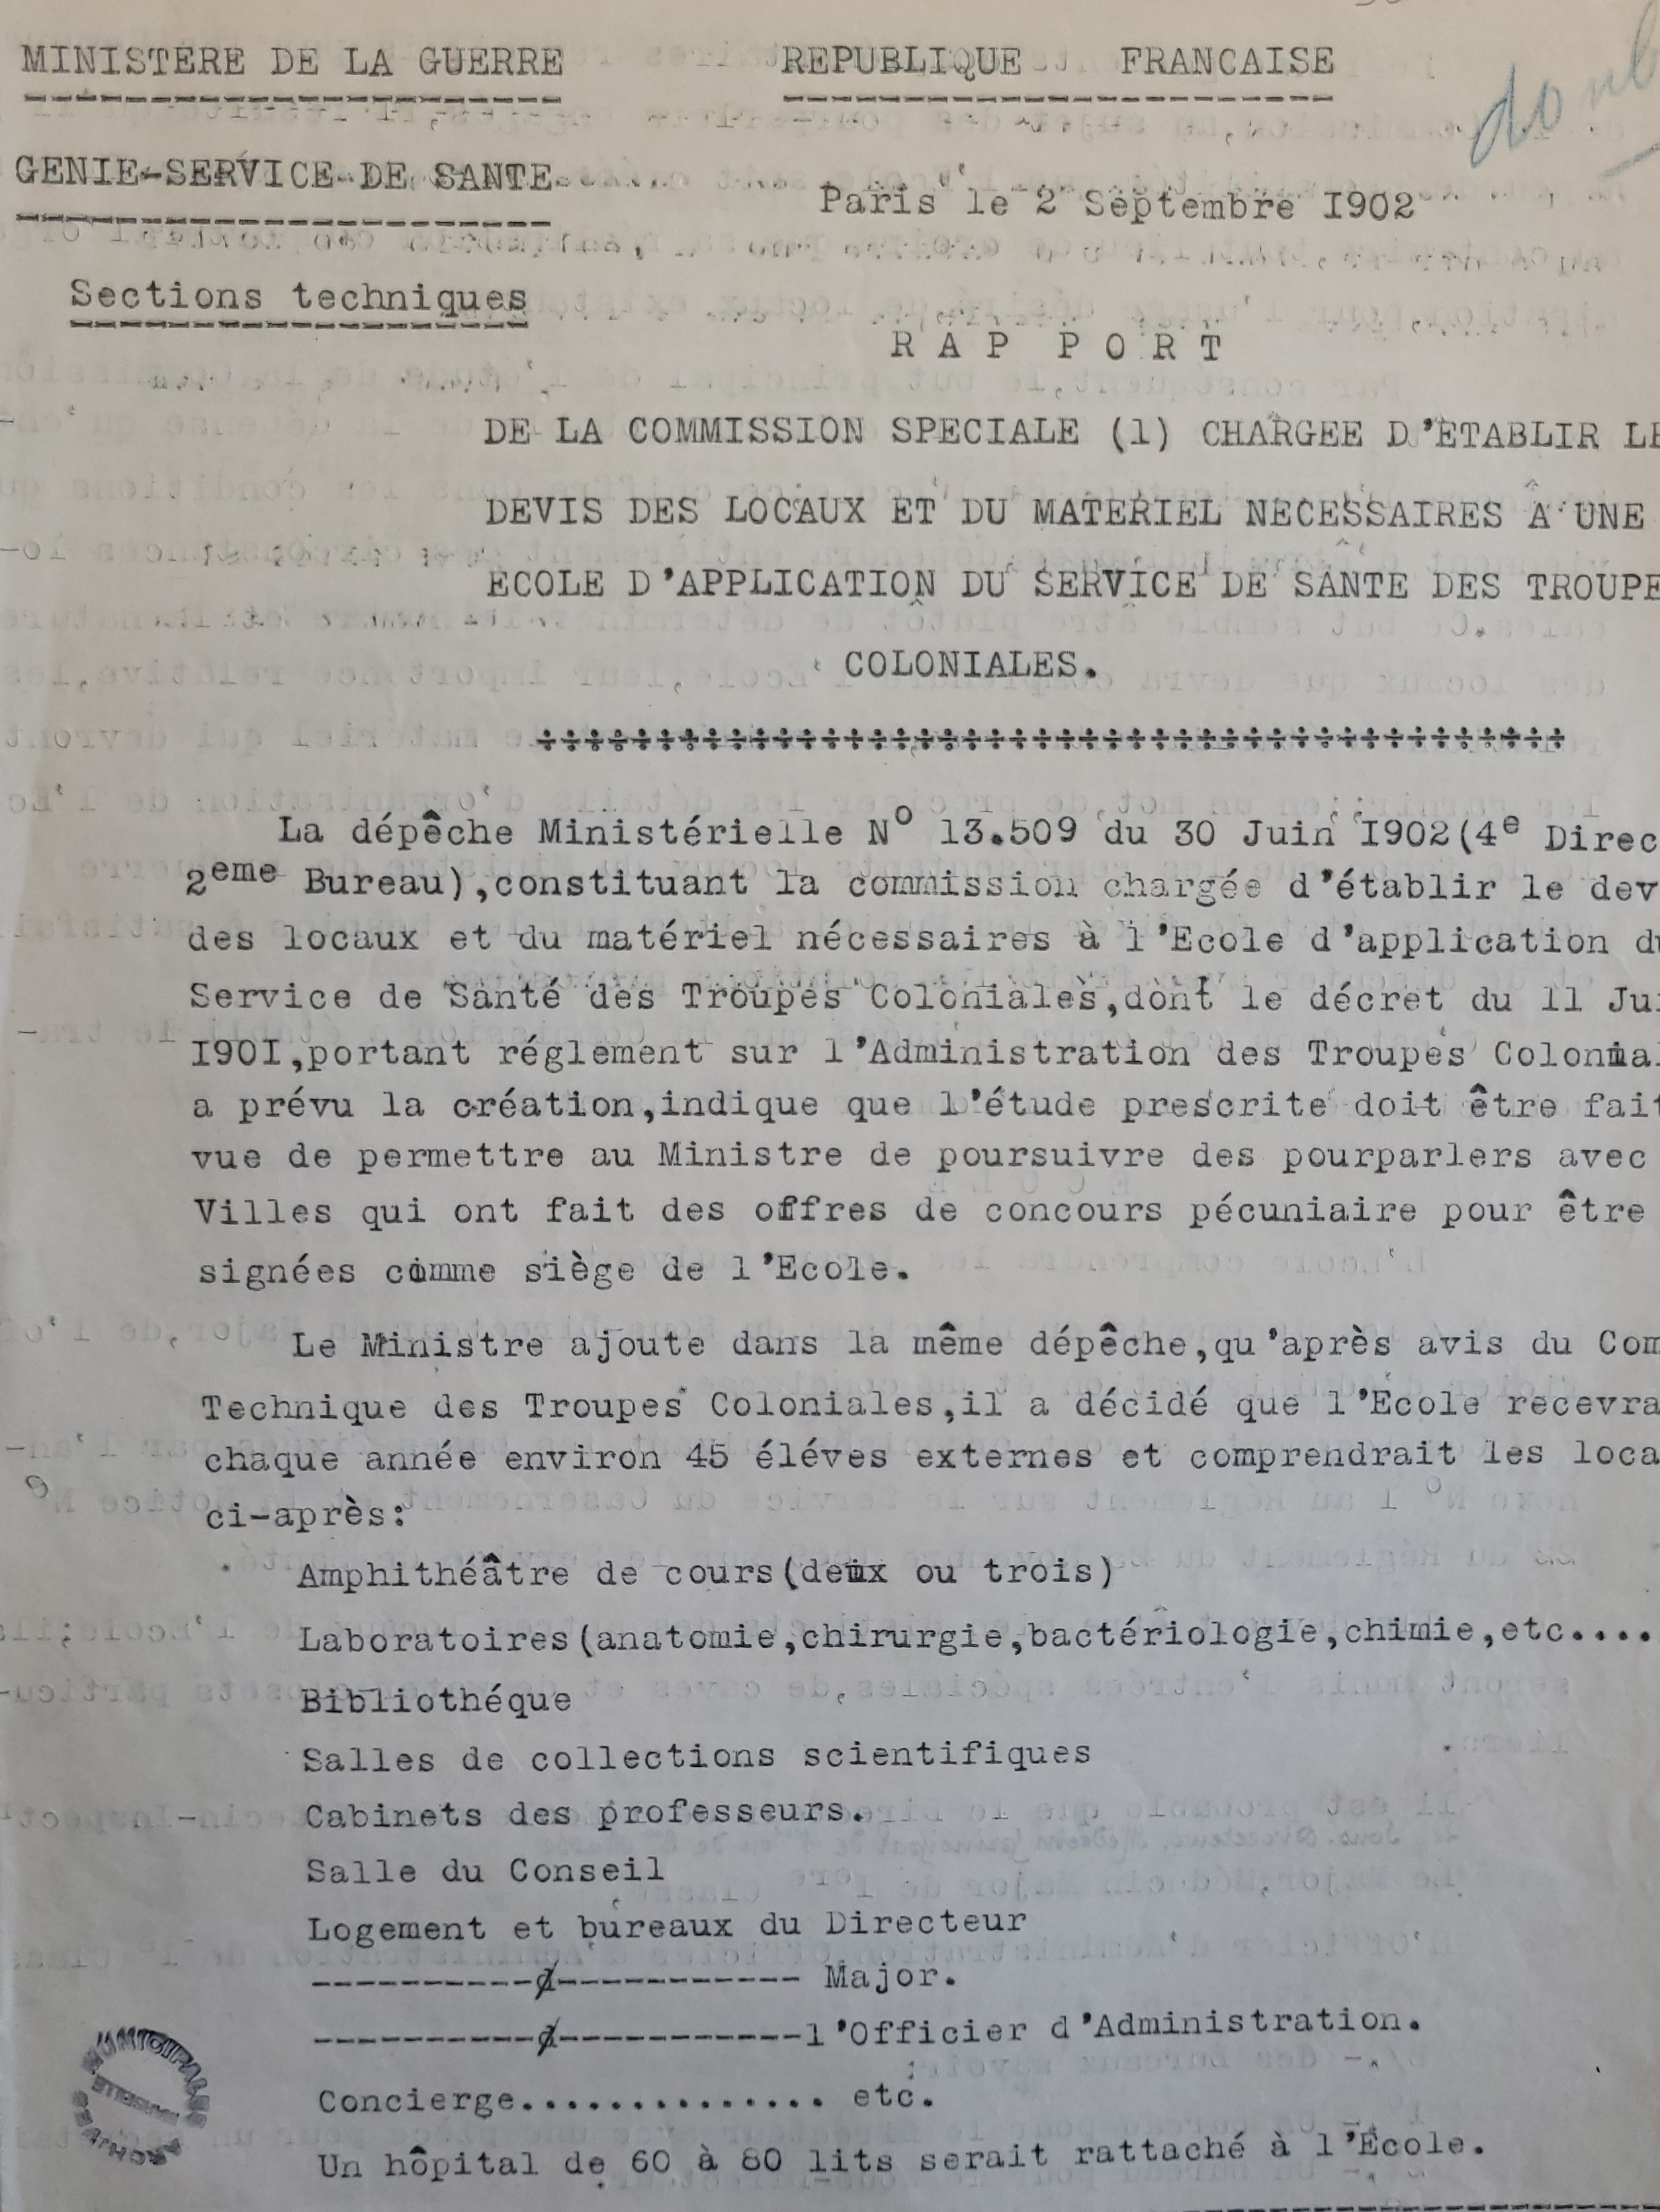 MINISTERE DE LA GUERRE
REPUBLIQUE FRANCAISE
GENIE-SERVICE DE SANTE
Paris le 2 Septembre I902
Sections techniques
R A P P O R T
DE LA COMMISSION SPECIALE (1) CHARGEE D'ETABLIR LE
DEVIS DES LOCAUX ET DU MATERIEL NECESSAIRES A UNE
ECOLE D'APPLICATION DU SERVICE DE SANTE DES TROUPE
COLONIALES.
÷÷÷÷÷÷÷÷÷÷÷÷÷÷÷÷÷÷÷÷÷÷÷÷÷÷÷÷÷÷÷÷÷÷÷÷÷÷÷÷÷÷÷÷
La dépêche Ministérielle Nº 13.509 du 30 Juin I902(4e Direc
2eme Bureau),constituant la commission chargée d'établir le dev
des locaux et du matériel nécessaires à l'Ecole d'application du
Service de Santé des Troupes Coloniales,dont le décret du 11 Jui
I90I,portant réglement sur l'Administration des Troupes Colonial
a prévu la création,indique que l'étude prescrite doit être fait
vue de permettre au Ministre de poursuivre des pourparlers avec
Villes qui ont fait des offres de concours pécuniaire pour être
signées comme siège de l'Ecole.
Le Ministre ajoute dans la même dépêche,qu'après avis du Com
Technique des Troupes Coloniales,il a décidé que l'Ecole recevra
chaque année environ 45 éléves externes et comprendrait les loca
ci-après:
Amphithéâtre de cours(deux ou trois)
Laboratoires(anatomie,chirurgie,bactériologie,chimie,etc....
Bibliothéque
Salles de collections scientifiques
Cabinets des professeurs.
Salle du Conseil
Logement et bureaux du Directeur
----------d----------- Major.
----------d-----------l'Officier d'Administration.
Concierge.............. etc.
Un hôpital de 60 à 80 lits serait rattaché à l'Ecole.
ARCHIVES MUNICIPALES